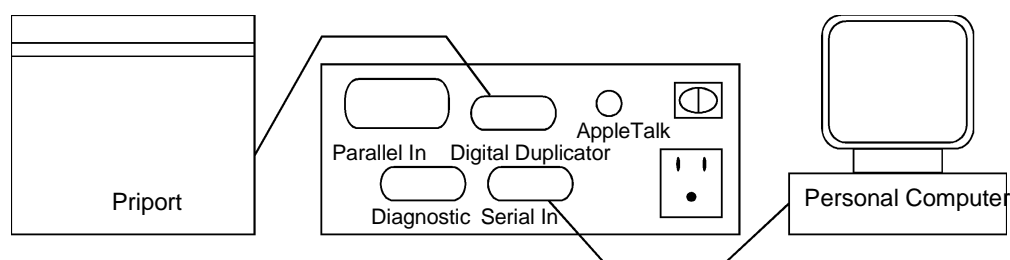 AppleTalk
Parallel In
Digital Duplicator
Priport
Personal Computer
Diagnostic
Serial In